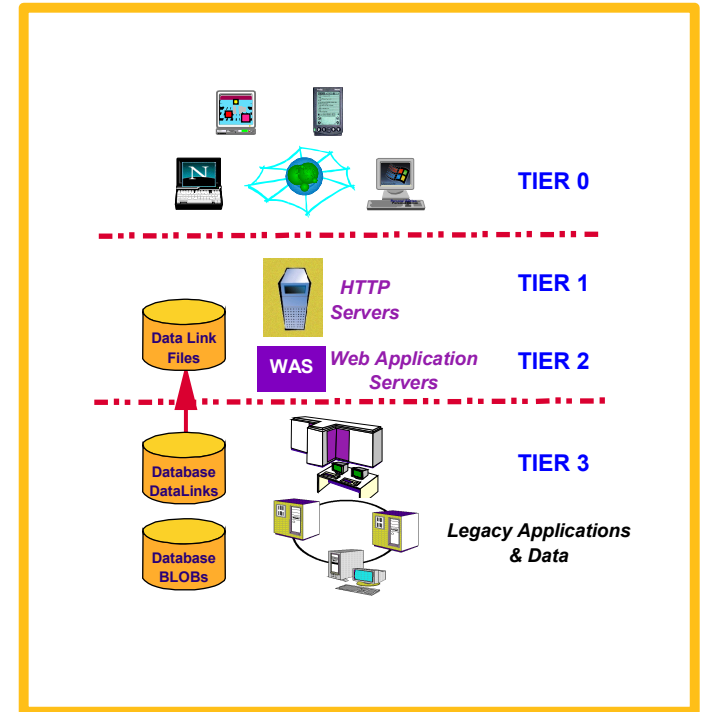 N
TIER 0
HTTP
Servers
TIER 1
Data Link
Files
WAS
Web Application
Servers
TIER 2
Database
DataLinks
TIER 3
Database
BLOBs
Legacy Applications
& Data